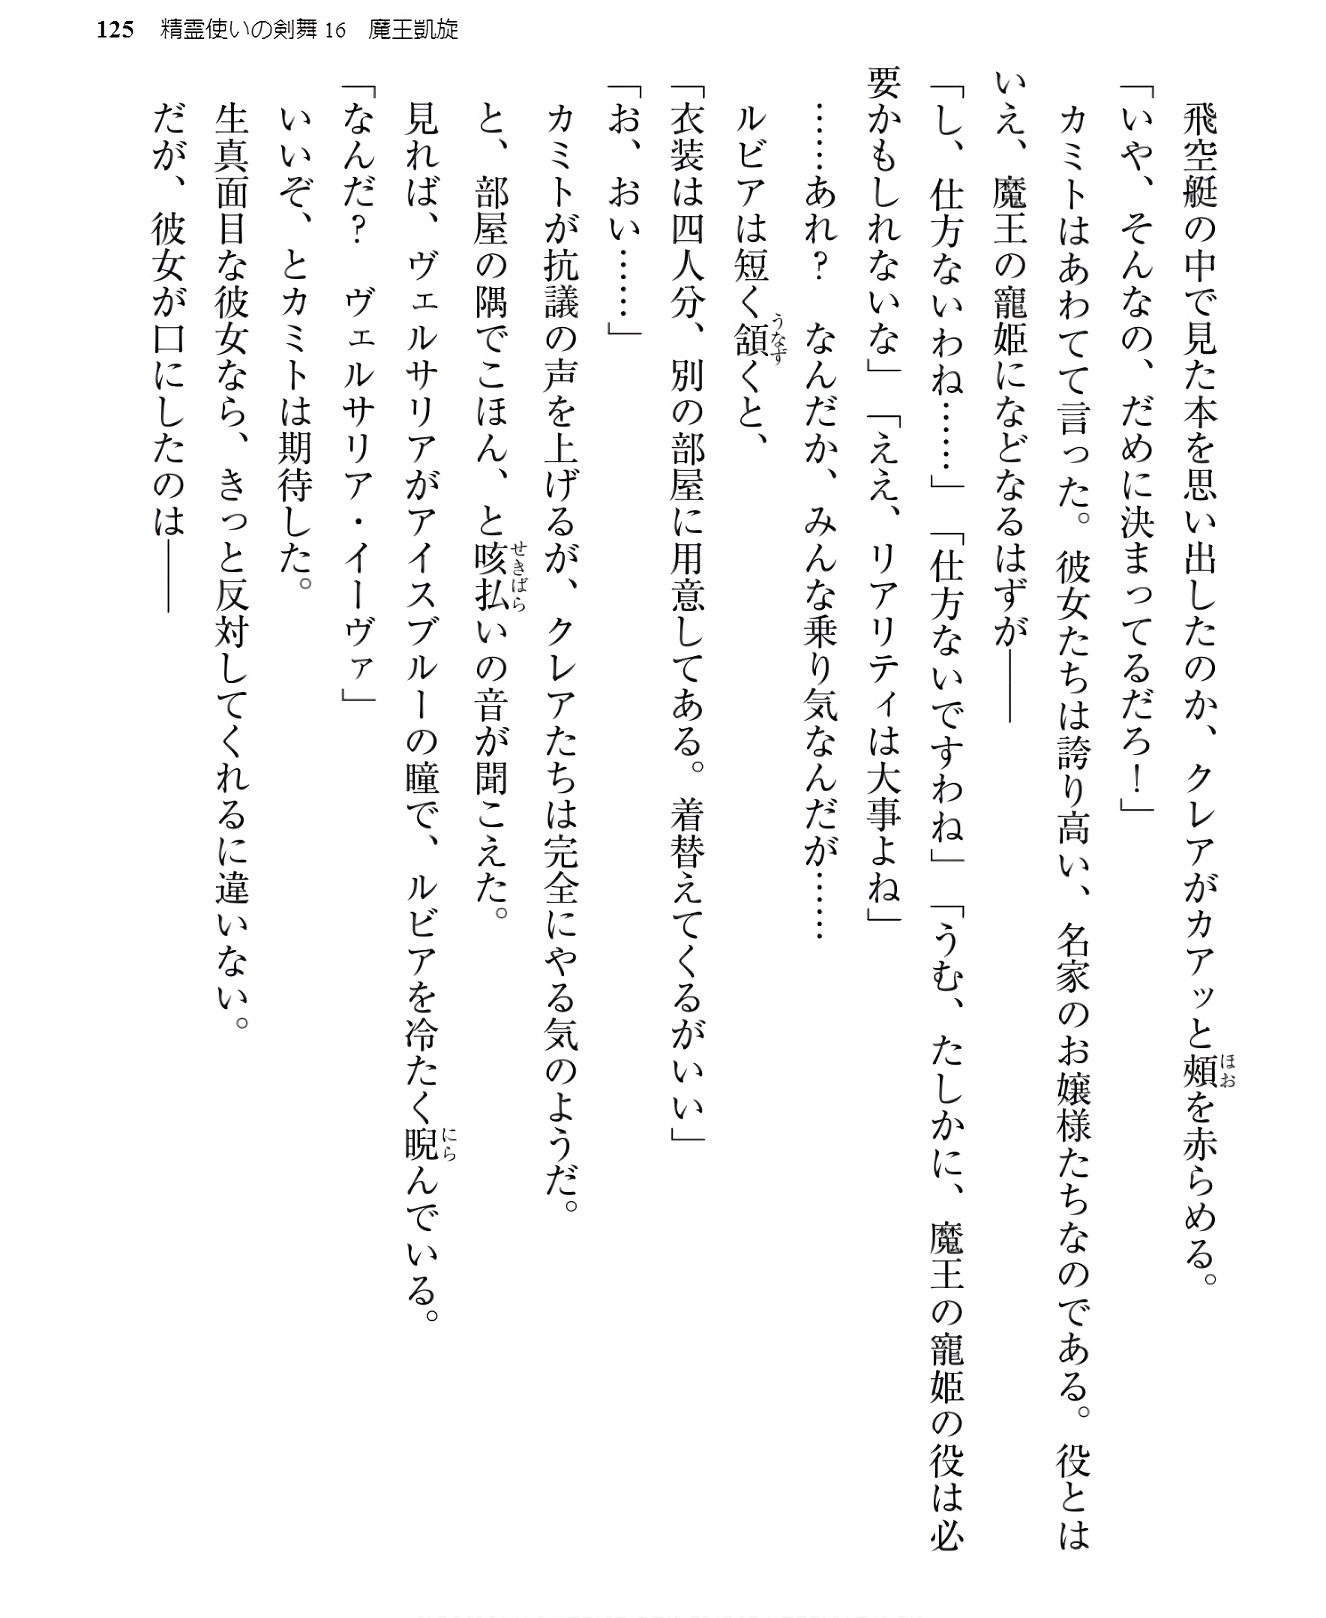 125 精霊使いの剣舞16 魔王凱旋
飛空艇の中で見た本を思い出したのか、クレアがカアッと頬を赤らめる。
「いや、そんなの、だめに決まってるだろ！」
カミトはあわてて言った。彼女たちは誇り高い、名家のお嬢様たちなのである。役とは
いえ、魔王の寵姫になどなるはずが──
「し、仕方ないわね……」「仕方ないですわね」「うむ、たしかに、魔王の寵姫の役は必
要かもしれないな」「ええ、リアリティは大事よね」
……あれ？　なんだか、みんな乗り気なんだが……
ルビアは短く頷くと、
「衣装は四人分、別の部屋に用意してある。着替えてくるがいい」
「お、おい……」
カミトが抗議の声を上げるが、クレアたちは完全にやる気のようだ。
と、部屋の隅でこほん、と咳払いの音が聞こえた。
見れば、ヴェルサリアがアイスブルーの瞳で、ルビアを冷たく睨んでいる。
「なんだ？　ヴェルサリア・イーヴァ」
いいぞ、とカミトは期待した。
生真面目な彼女なら、きっと反対してくれるに違いない。
だが、彼女が口にしたのは──